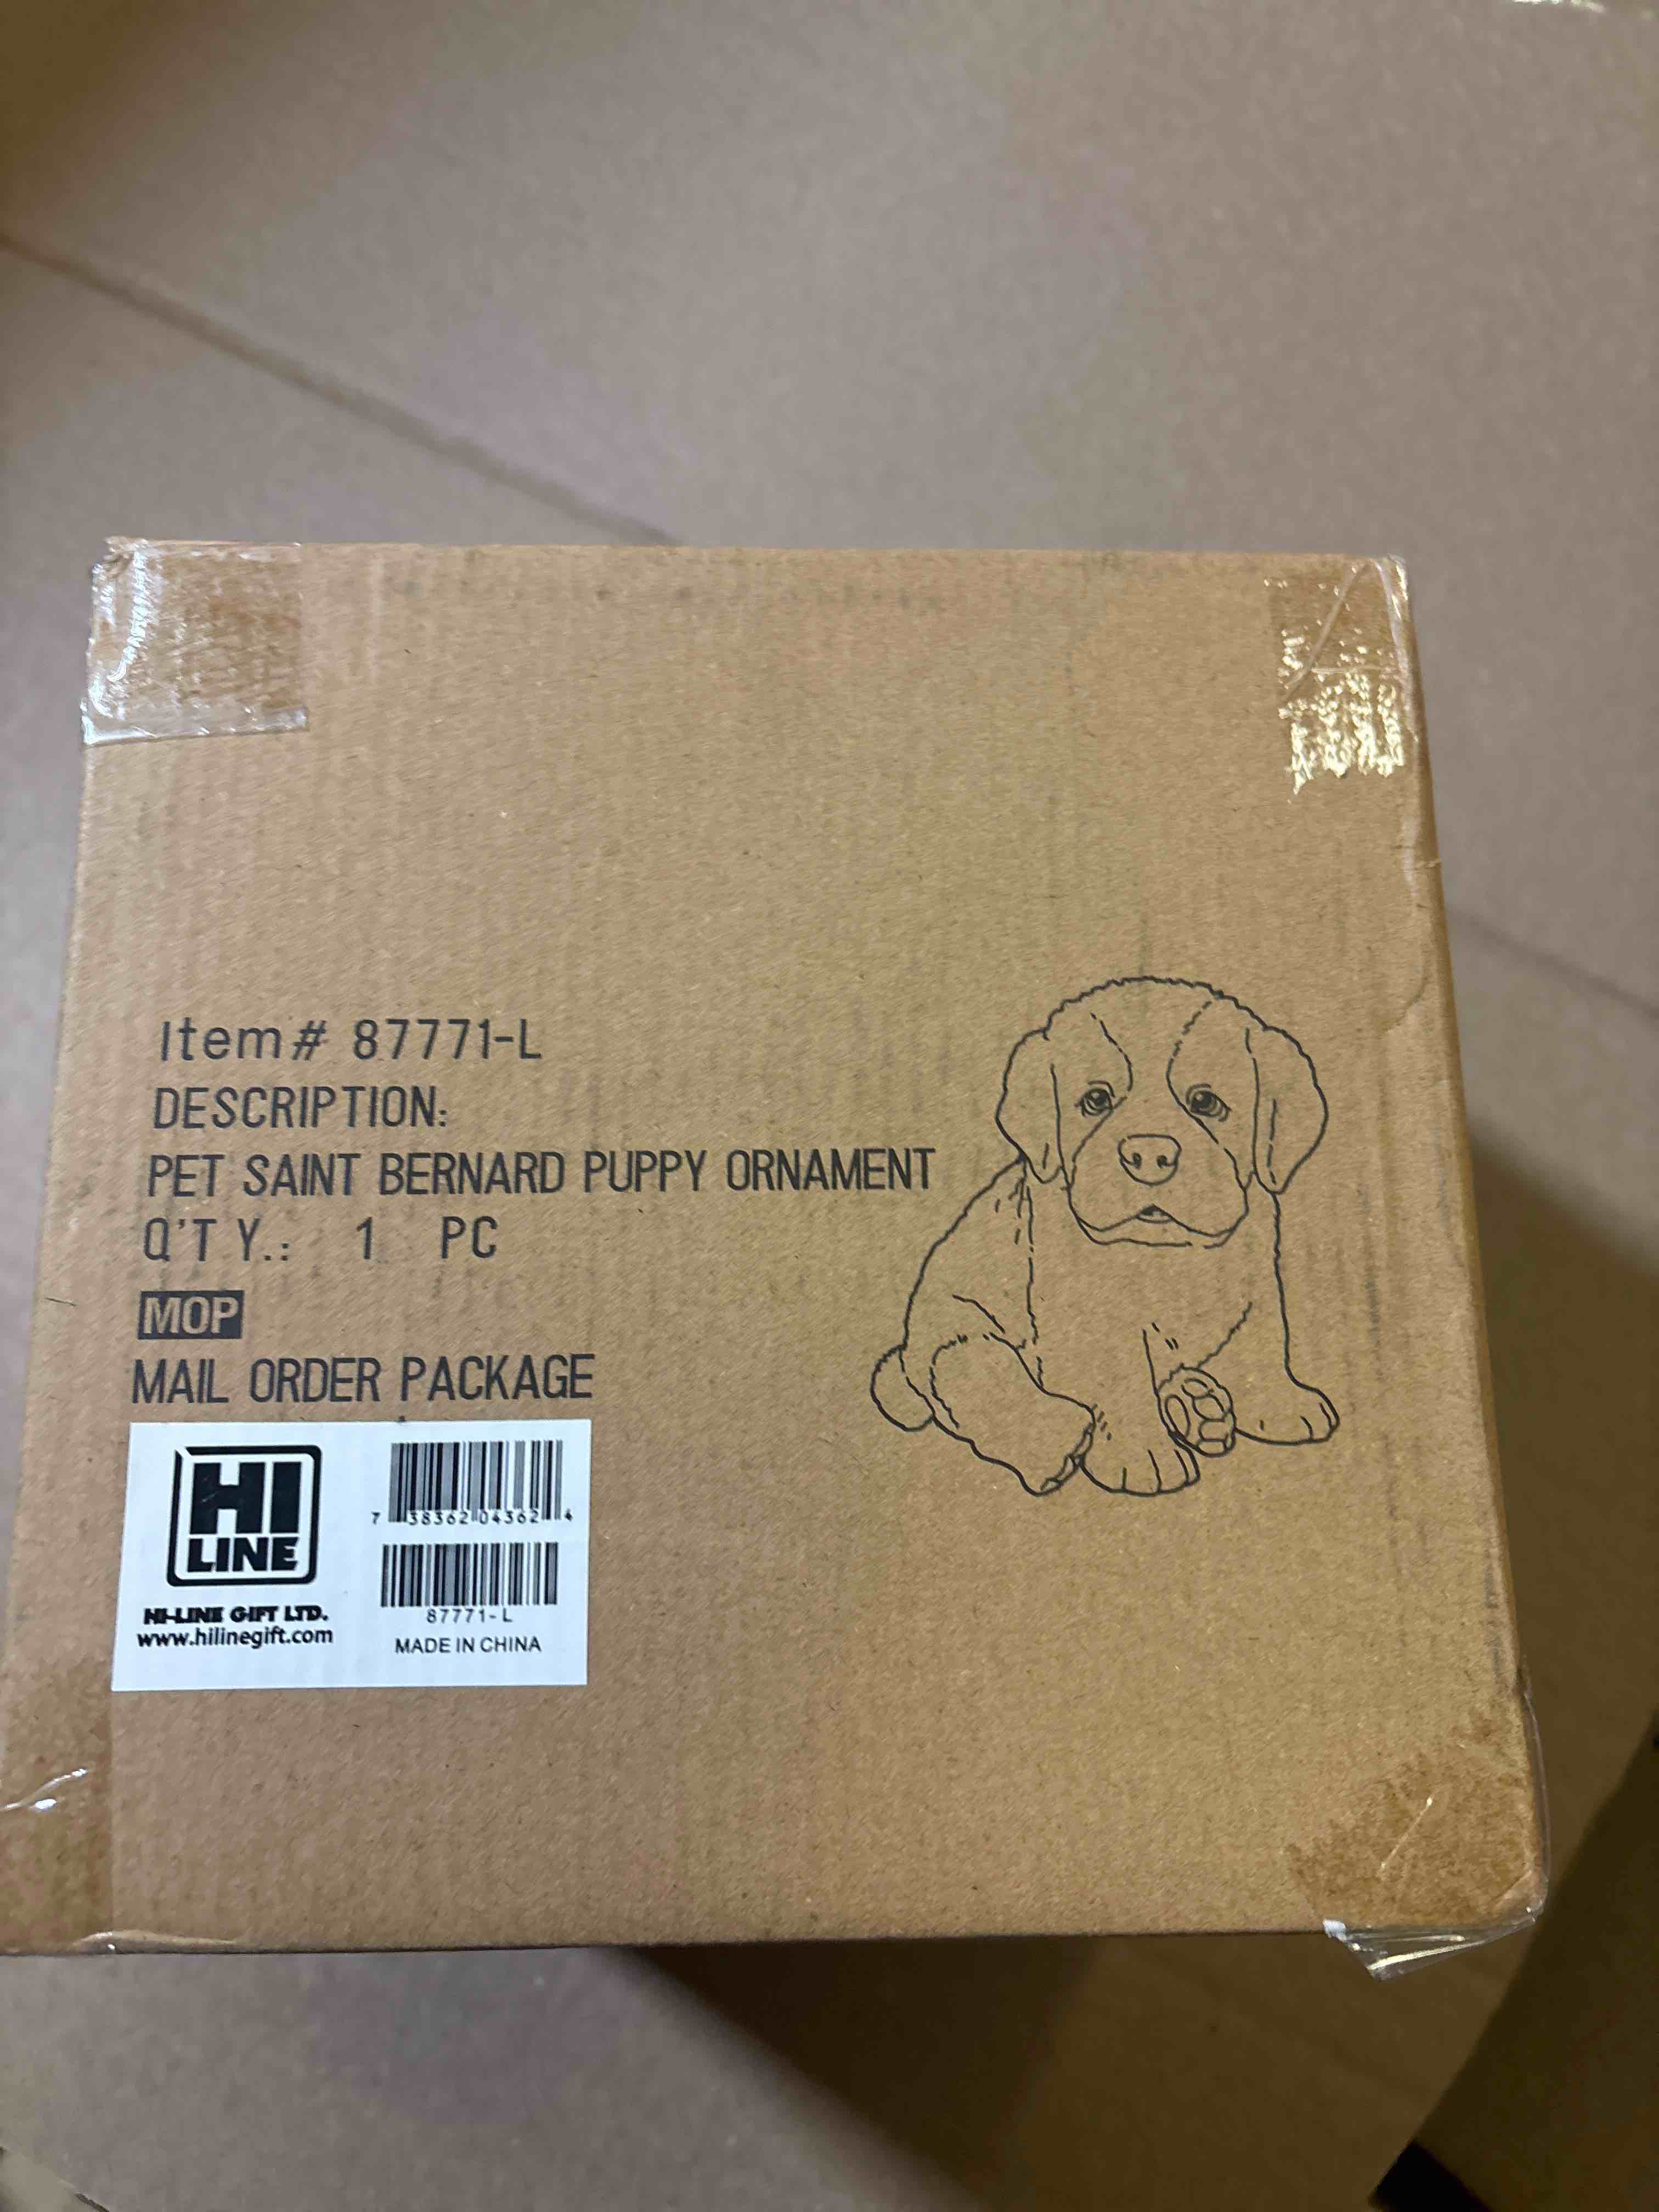 Item# 87771-L
DESCRIPTION:
PET SAINT BERNARD PUPPY ORNAMENT
Q'TY.: 1 PC
MOP
MAIL ORDER PACKAGE
HI
LINE
HI-LINE GIFT LTD.
www.hilinegift.com
7 38362 04362 4
87771-L
MADE IN CHINA